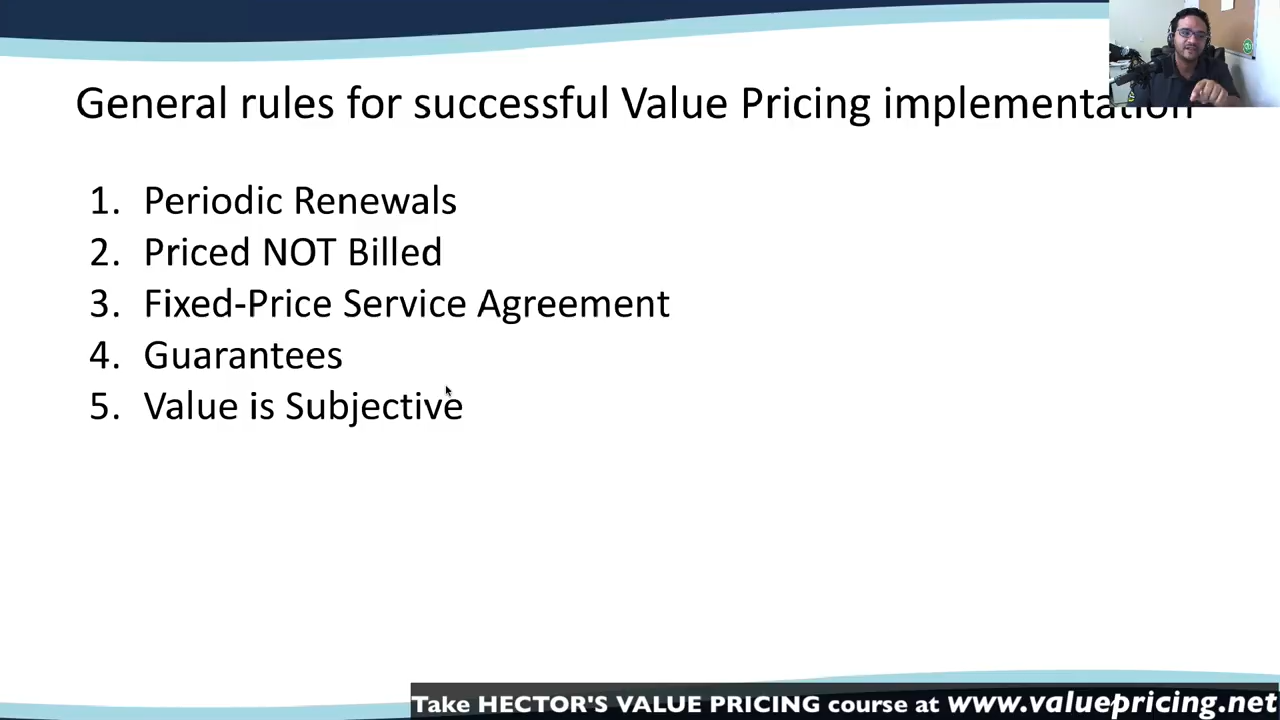 General rules for successful Value Pricing implementation
1. Periodic Renewals
2. Priced NOT Billed
3. Fixed-Price Service Agreement
4. Guarantees
5. Value is Subjective
Take HECTOR'S VALUE PRICING course at www.valuepricing.net